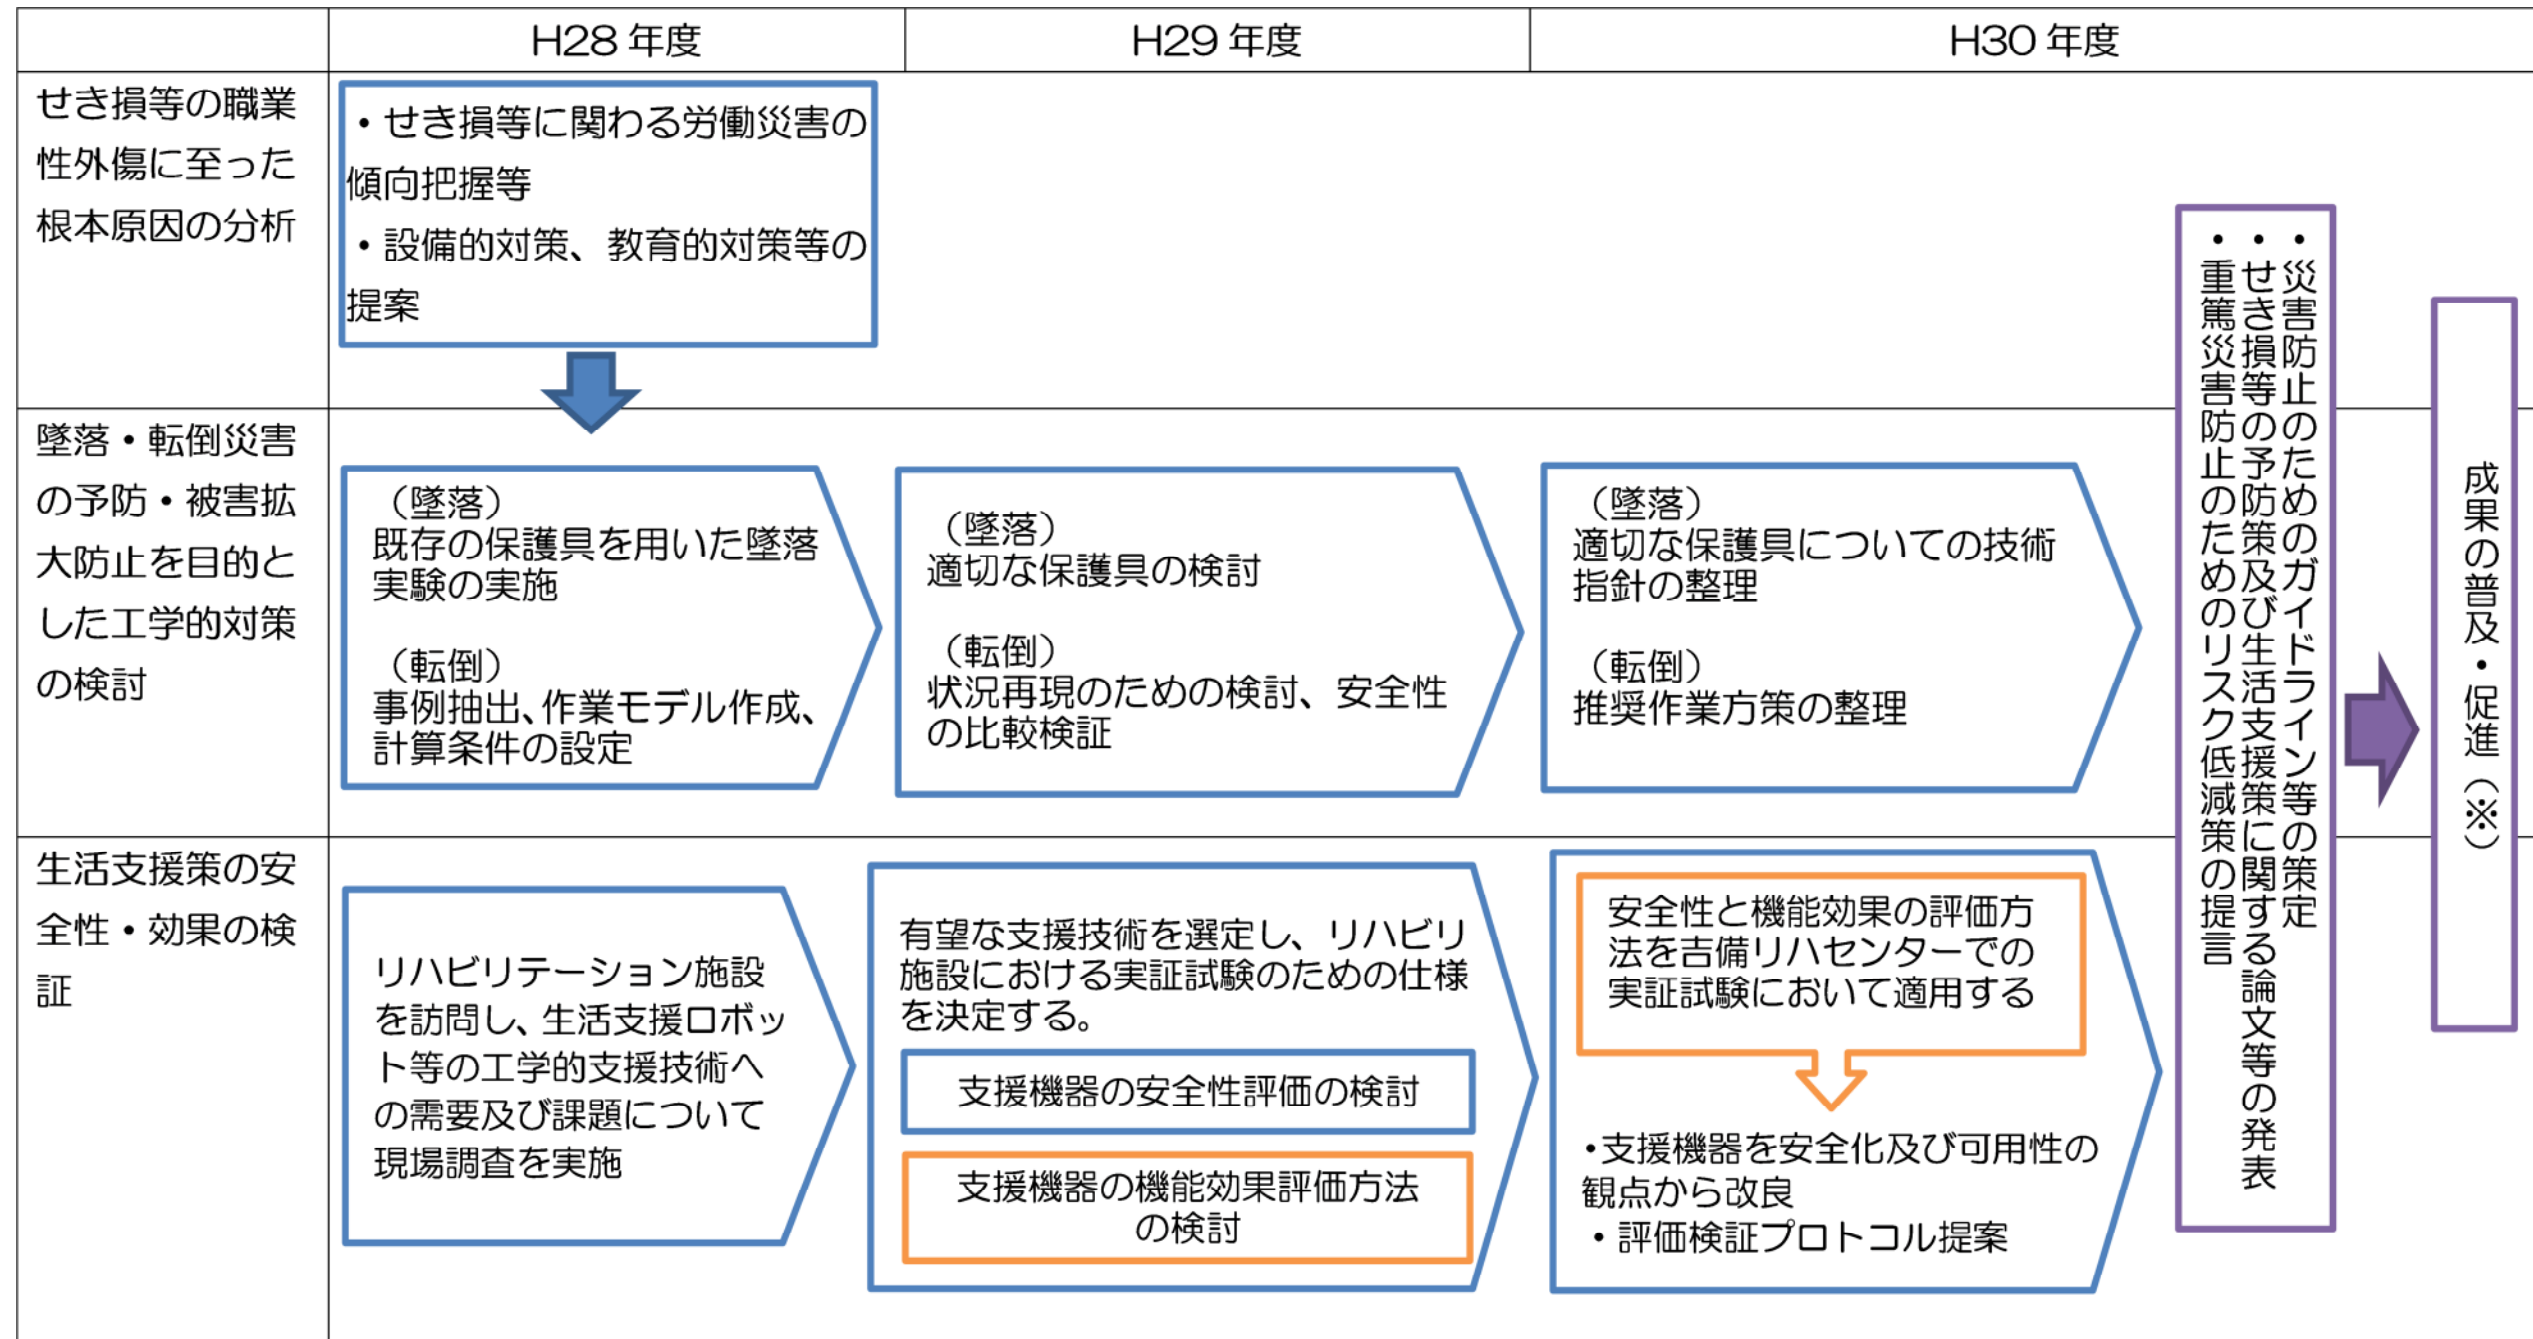 H28 年度
H29 年度
H30 年度
せき損等の職業
性外傷に至った
根本原因の分析
・せき損等に関わる労働災害の
傾向把握等
・設備的対策、教育的対策等の
提案
墜落・転倒災害
の予防・被害拡
大防止を目的と
した工学的対策
の検討
（墜落）
既存の保護具を用いた墜落
実験の実施
（転倒）
事例抽出、作業モデル作成、
計算条件の設定
（墜落）
適切な保護具の検討
（転倒）
状況再現のための検討、安全性
の比較検証
（墜落）
適切な保護具についての技術
指針の整理
（転倒）
推奨作業方策の整理
生活支援策の安
全性・効果の検
証
リハビリテーション施設
を訪問し、生活支援ロボッ
ト等の工学的支援技術へ
の需要及び課題について
現場調査を実施
有望な支援技術を選定し、リハビリ
施設における実証試験のための仕様
を決定する。
支援機器の安全性評価の検討
支援機器の機能効果評価方法
の検討
安全性と機能効果の評価方
法を吉備リハセンターでの
実証試験において適用する
・支援機器を安全化及び可用性の
観点から改良
・評価検証プロトコル提案
・災害防止のためのガイドライン等の策定
・せき損等の予防策及び生活支援策に関する論文等の発表
・重篤災害防止のためのリスク低減策の提言
成果の普及・促進（※）